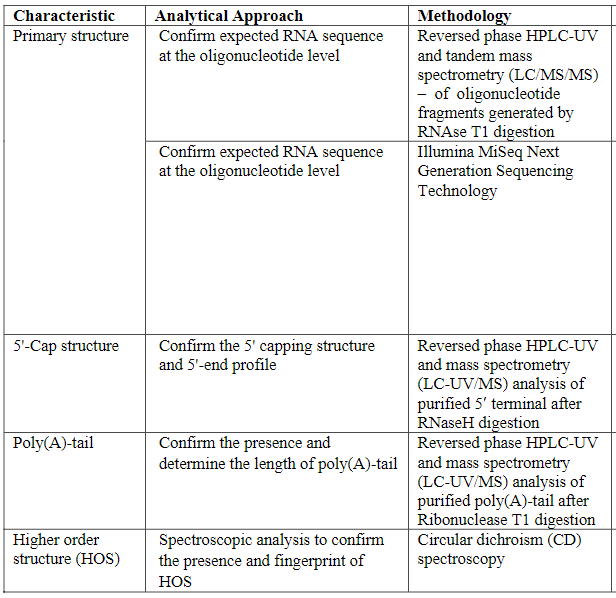 Characteristic Analytical Approach Methodology
Primary structure Confirm expected RNA sequence Reversed phase HPLC-UV
at the oligonucleotide level and tandem mass
spectrometry (LC/MS/MS)
– of oligonucleotide
fragments generated by
RNAse T1 digestion
Confirm expected RNA sequence Illumina MiSeq Next
at the oligonucleotide level Generation Sequencing
Technology
5'-Cap structure Confirm the 5' capping structure Reversed phase HPLC-UV
and 5'-end profile and mass spectrometry
(LC-UV/MS) analysis of
purified 5′ terminal after
RNaseH digestion
Poly(A)-tail Confirm the presence and Reversed phase HPLC-UV
determine the length of poly(A)-tail and mass spectrometry
(LC-UV/MS) analysis of
purified poly(A)-tail after
Ribonuclease T1 digestion
Higher order Spectroscopic analysis to confirm Circular dichroism (CD)
structure (HOS) the presence and fingerprint of spectroscopy
HOS